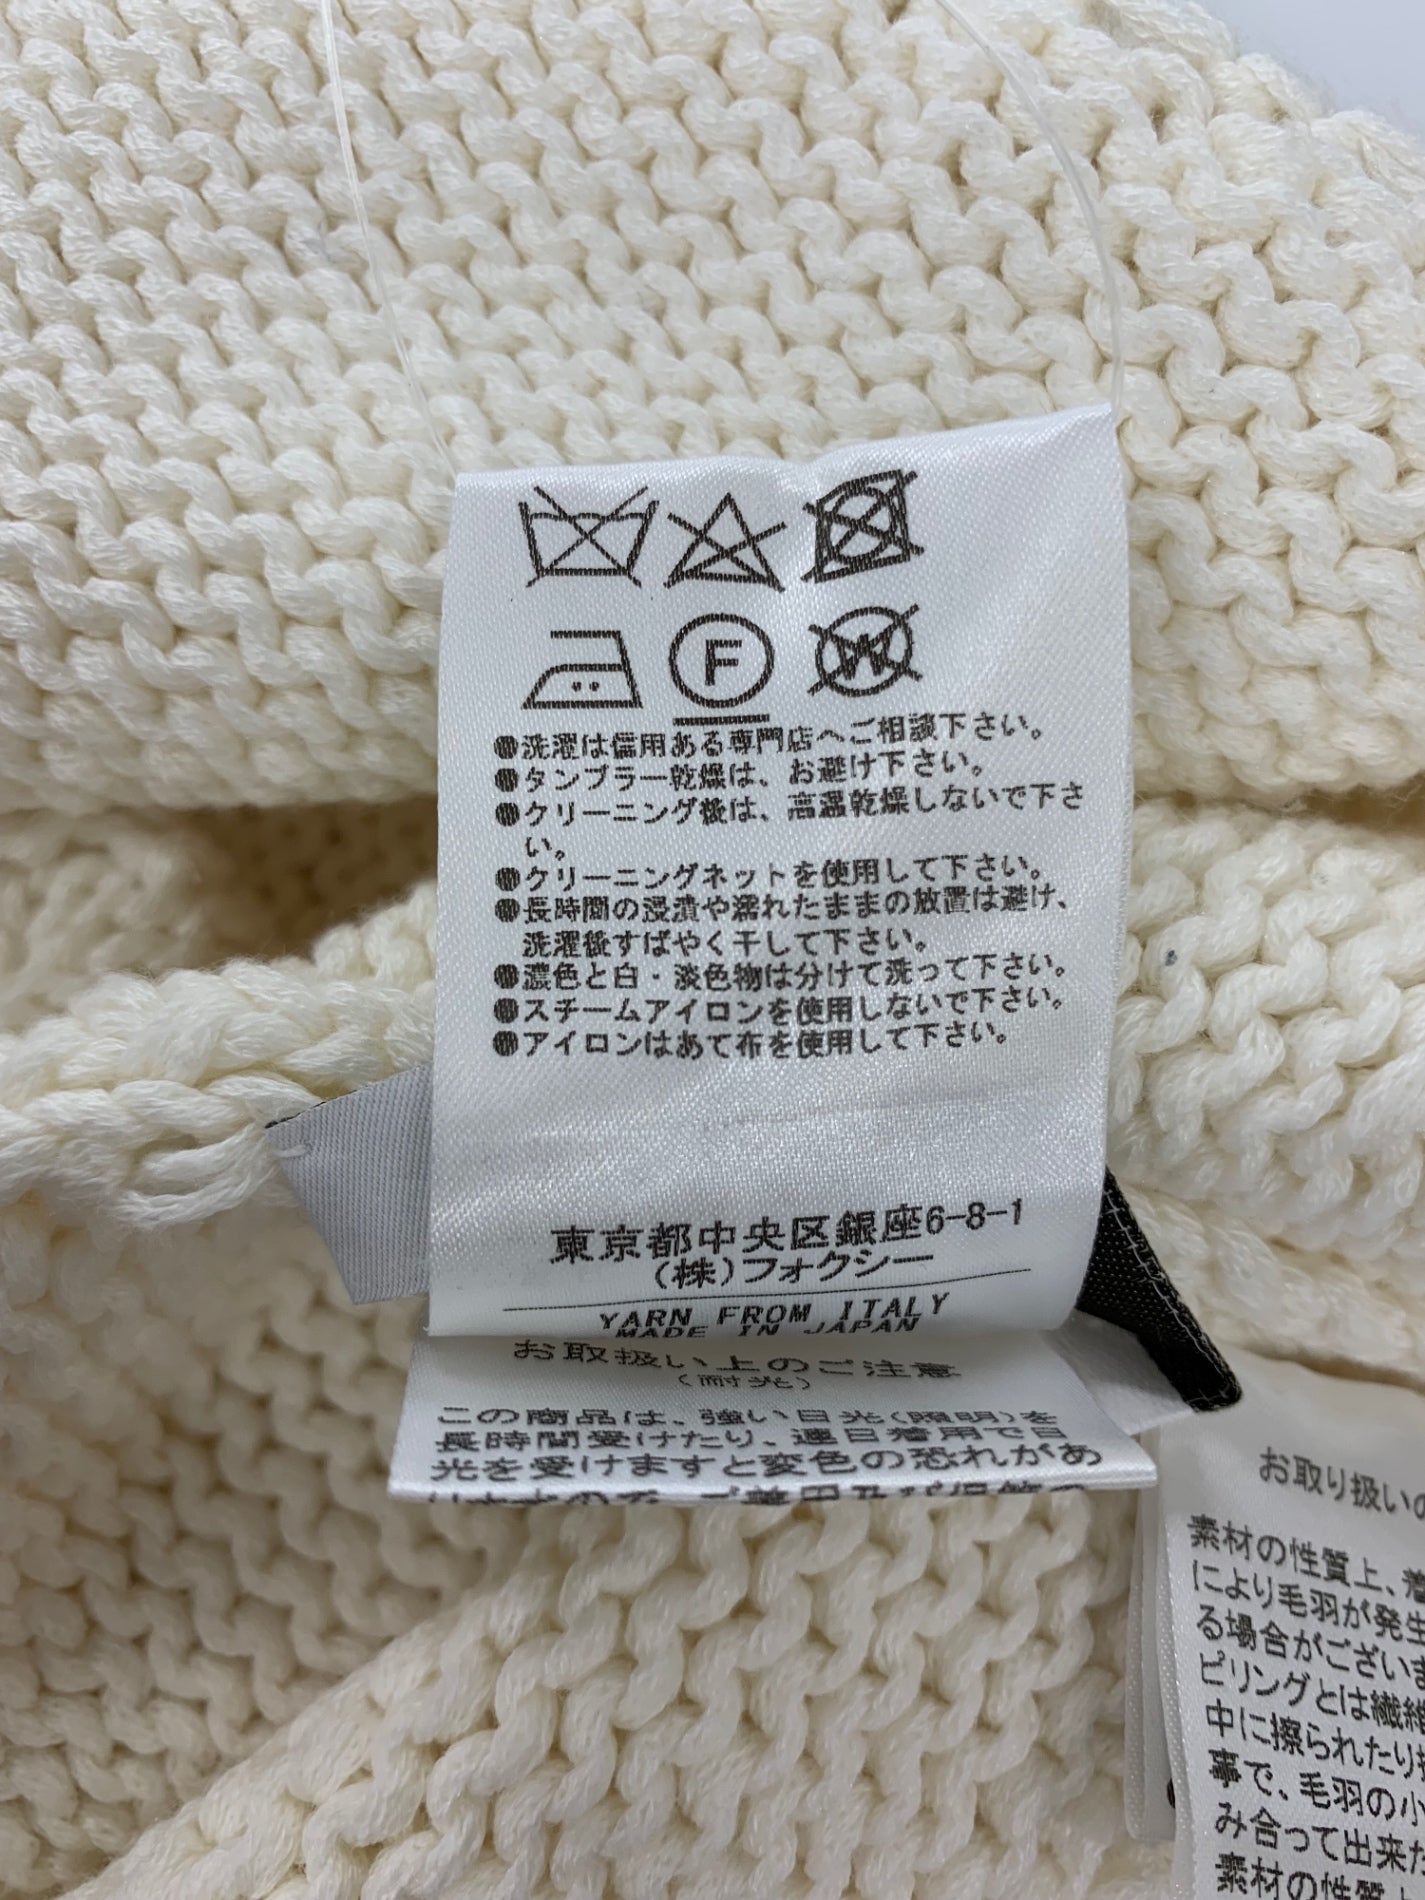 F
W
●洗濯は信用ある専門店へご相談下さい。
●タンブラー乾燥は、お避け下さい。
●クリーニング後は、高温乾燥しないで下さ
い。
●クリーニングネットを使用して下さい。
●長時間の浸漬や濡れたままの放置は避け、
洗濯後すばやく干して下さい。
●濃色と白・淡色物は分けて洗って下さい。
●スチームアイロンを使用しないで下さい。
●アイロンはあて布を使用して下さい。
東京都中央区銀座6-8-1
(株)フォクシー
YARN FROM ITALY
MADE IN JAPAN
お取扱い上のご注意
(耐光)
この商品は、強い日光(照明)を
長時間受けたり、連日着用で日
光を受けますと変色の恐れがあ
りますので、ご着用及び保管の
お取り扱いの
素材の性質上、着
により毛羽が発生
る場合がございま
ピリングとは繊維
中に擦られたり
事で、毛羽の小
み合って出来た
素材の性質